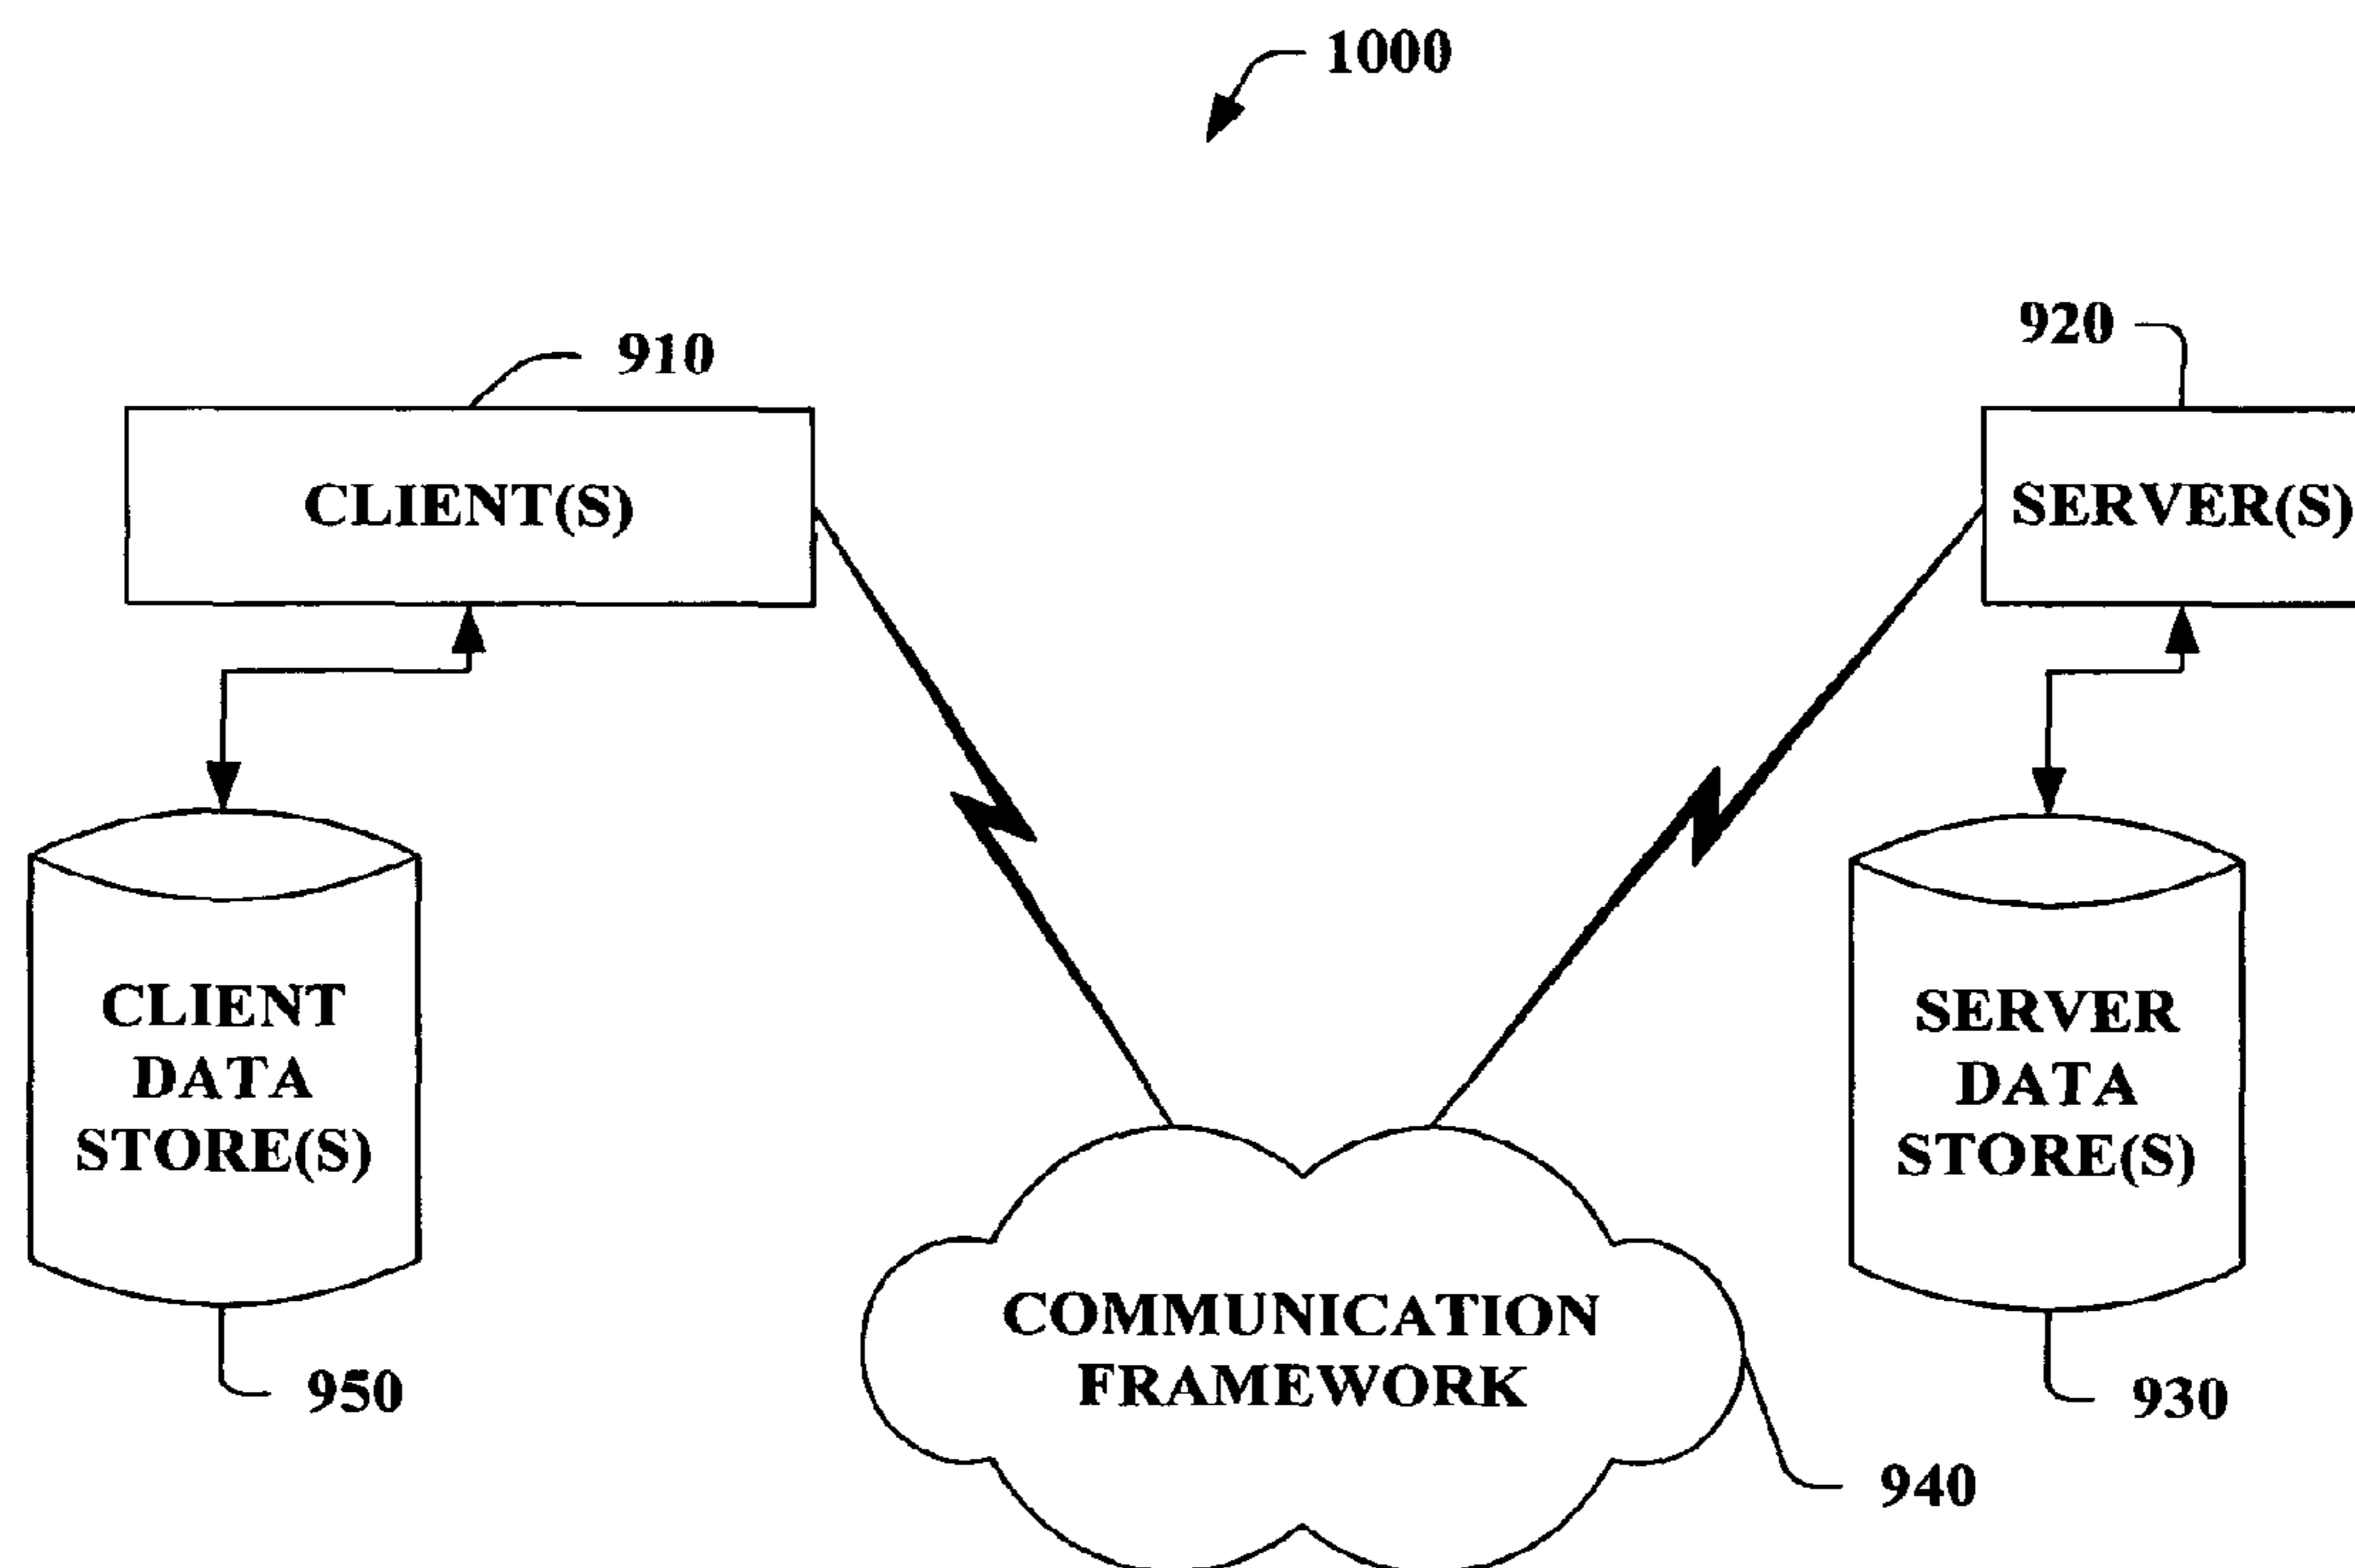 1000
910
920
CLIENT(S)
SERVER(S)
CLIENT
DATA
STORE(S)
SERVER
DATA
STORE(S)
COMMUNICATION
FRAMEWORK
950
930
940